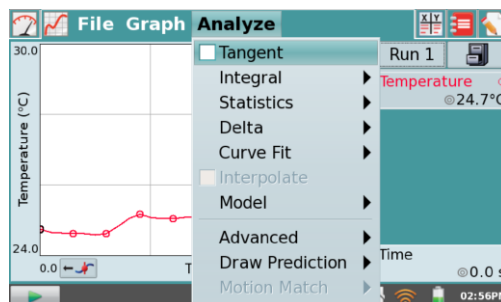 File Graph Analyze
X Y
30.0
Temperature (°C)
24.0
0.0
T
Tangent
Integral
Statistics
Delta
Curve Fit
Interpolate
Model
Advanced
Draw Prediction
Motion Match
Run 1
Temperature
24.7°C
Time
0.0 s
02:56PM